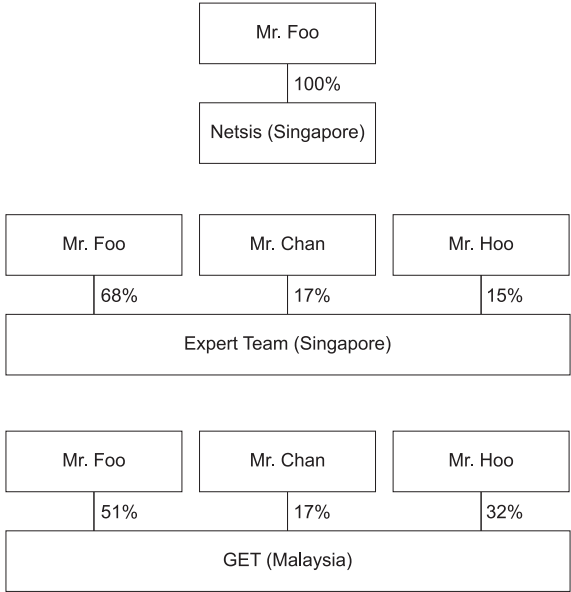 Mr. Foo
100%
Netsis (Singapore)
Mr. Foo
Mr. Chan
Mr. Hoo
68%
17%
15%
Expert Team (Singapore)
Mr. Foo
Mr. Chan
Mr. Hoo
51%
17%
32%
GET (Malaysia)